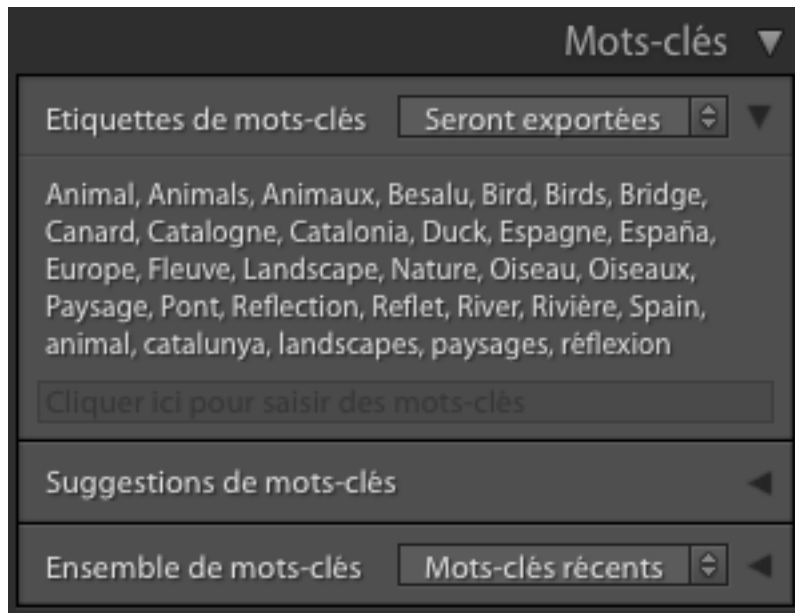 Mots-clés
Etiquettes de mots-clés Seront exportées
Animal, Animals, Animaux, Besalu, Bird, Birds, Bridge,
Canard, Catalogne, Catalonia, Duck, Espagne, España,
Europe, Fleuve, Landscape, Nature, Oiseau, Oiseaux,
Paysage, Pont, Reflection, Reflet, River, Rivière, Spain,
animal, catalunya, landscapes, paysages, réflexion
Cliquer ici pour saisir des mots-clés
Suggestions de mots-clés
Ensemble de mots-clés Mots-clés récents